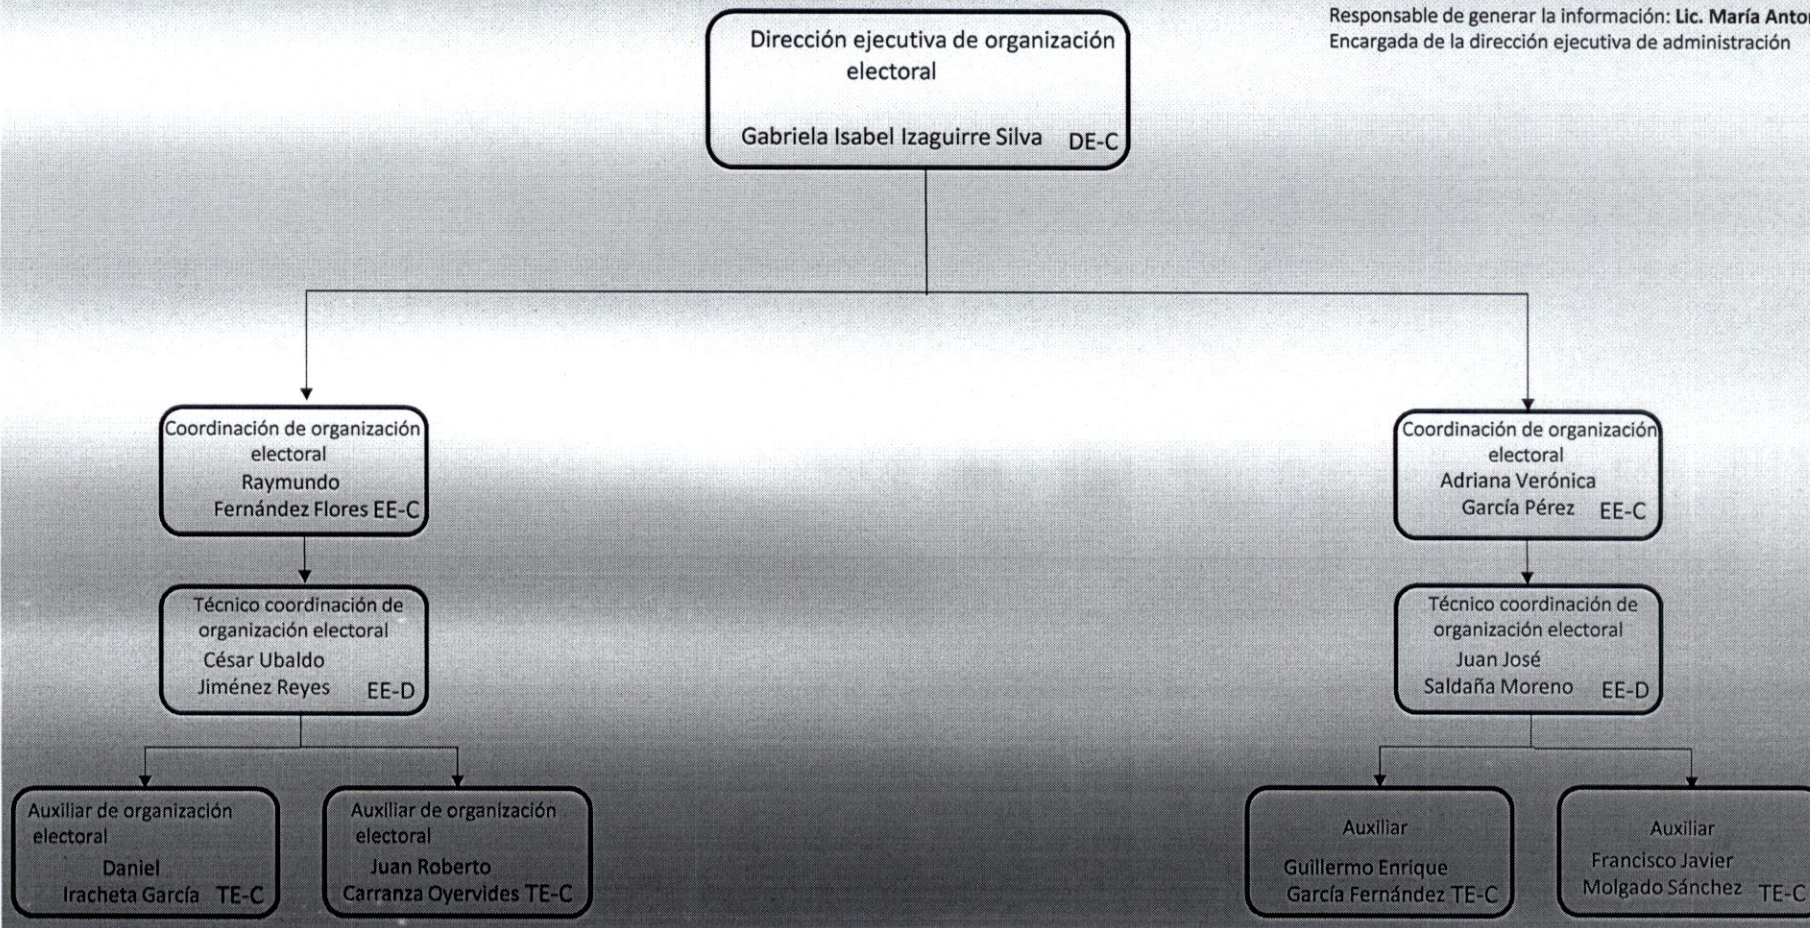 Responsable de generar la información: Lic. María
Encargada de la dirección ejecutiva de administración
Dirección ejecutiva de organización
electoral
Gabriela Isabel Izaguirre Silva DE-C
Coordinación de organización
electoral
Raymundo
Fernández Flores EE-C
Coordinación de organización
electoral
Adriana Verónica
García Pérez EE-C
Técnico coordinación de
organización electoral
César Ubaldo
Jiménez Reyes EE-D
Técnico coordinación de
organización electoral
Juan José
Saldaña Moreno EE-D
Auxiliar de organización
electoral
Daniel
Iracheta García TE-C
Auxiliar de organización
electoral
Juan Roberto
Carranza Oyervides TE-C
Auxiliar
Guillermo Enrique
García Fernández TE-C
Auxiliar
Francisco Javier
Molgado Sánchez TE-C